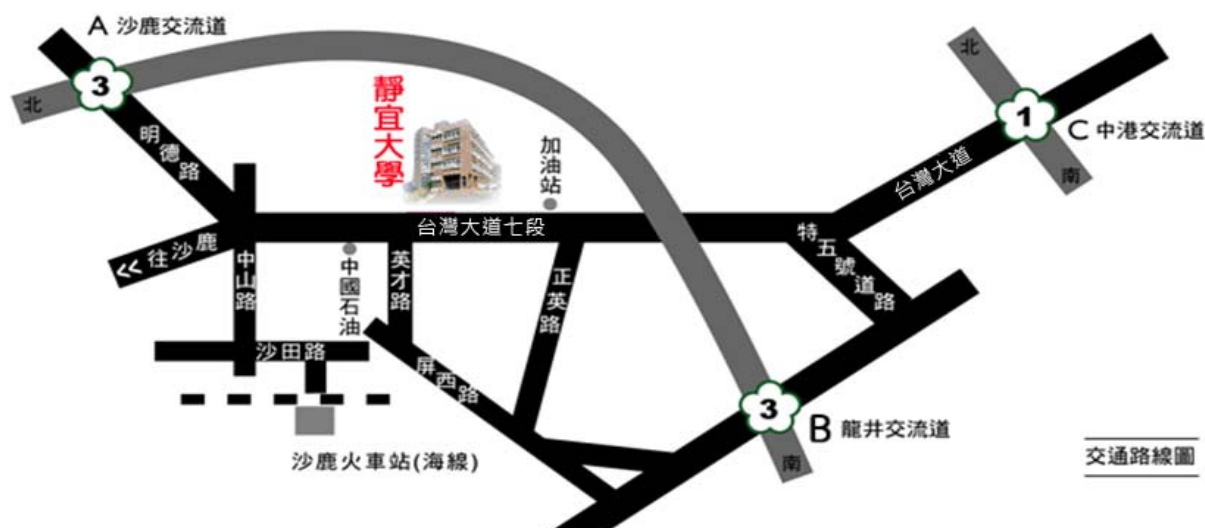 A 沙鹿交流道
3
北
明德路
靜宜大學
加油站
北
1
C 中港交流道
南
台灣大道
台灣大道七段
<<往沙鹿
中山路
中國石油
英才路
正英路
特五號道路
沙田路
屏西路
3
B 龍井交流道
南
沙鹿火車站(海線)
交通路線圖